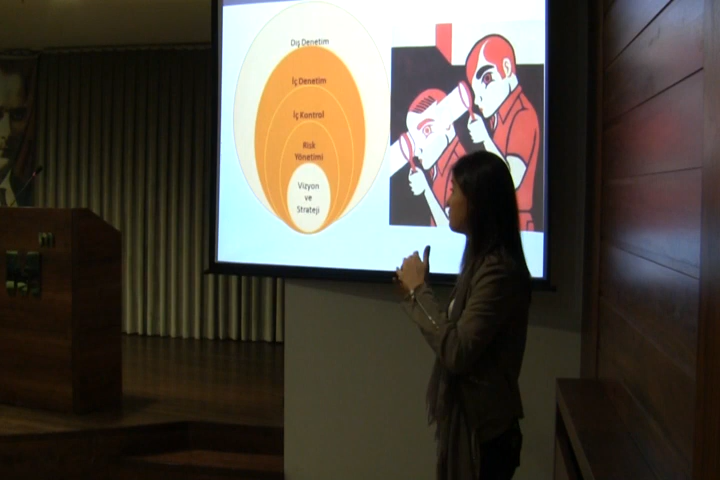 Dış Denetim
İç Denetim
İç Kontrol
Risk
Yönetimi
Vizyon
ve
Strateji